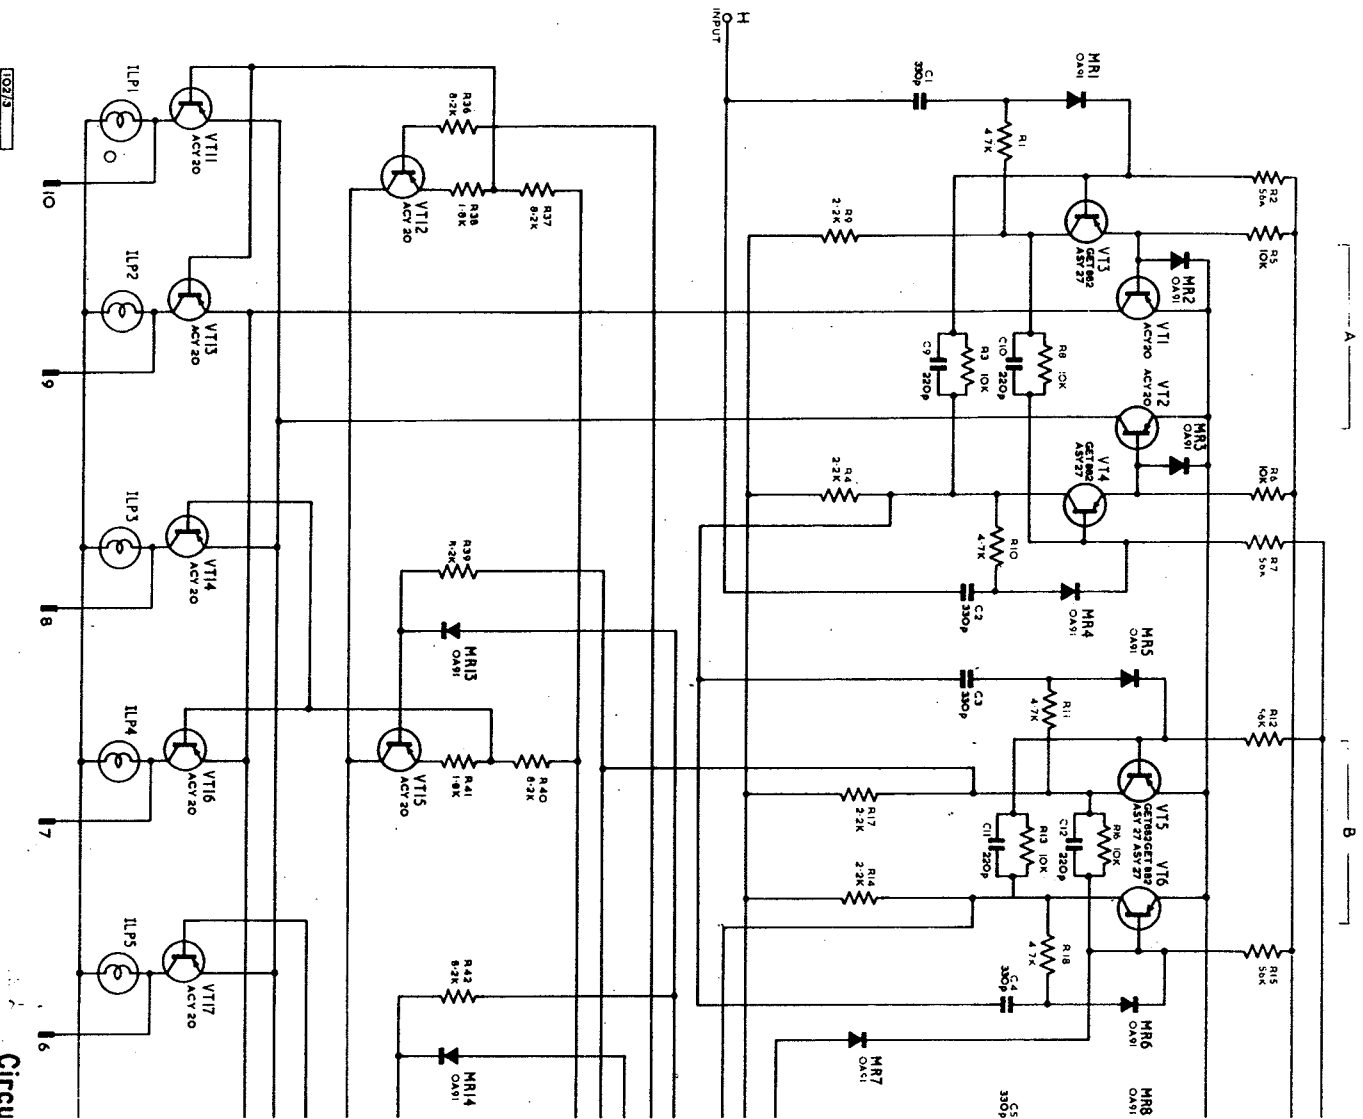 H
INPUT
C1
330p
MR1
OA91
R1
4·7K
R2
56A
R5
10K
R9
2·2K
VT3
GET 882
ASY 27
MR2
OA91
VT1
ACY20
R3 10K
C9
220p
R8 10K
C10
220p
A
VT2
ACY20
MR3
OA91
VT4
GET 882
ASY27
R4
2·2K
R6
10K
R7
56A
R10
4·7K
C2
330p
MR4
OA91
MR5
OA91
C3
330p
R11
4·7K
R12
56K
VT5
GET882
ASY 27
R17
2·2K
R13 10K
C11
220p
R16 10K
C12
220p
B
VT6
GET 882
ASY 27
R14
2·2K
R18
4·7K
R15
56K
C4
330p
MR6
OA91
MR7
OA91
C5
330p
MR8
OA91
ILP1
VT11
ACY 20
10
R36
8·2K
VT12
ACY 20
R38
1·8K
R37
8·2K
ILP2
VT13
ACY 20
9
ILP3
VT14
ACY 20
8
R39
8·2K
MR13
OA91
ILP4
VT16
ACY 20
7
VT15
ACY 20
R41
1·8K
R40
8·2K
ILP5
VT17
ACY 20
6
R42
8·2K
MR14
OA91
102/3
Circu